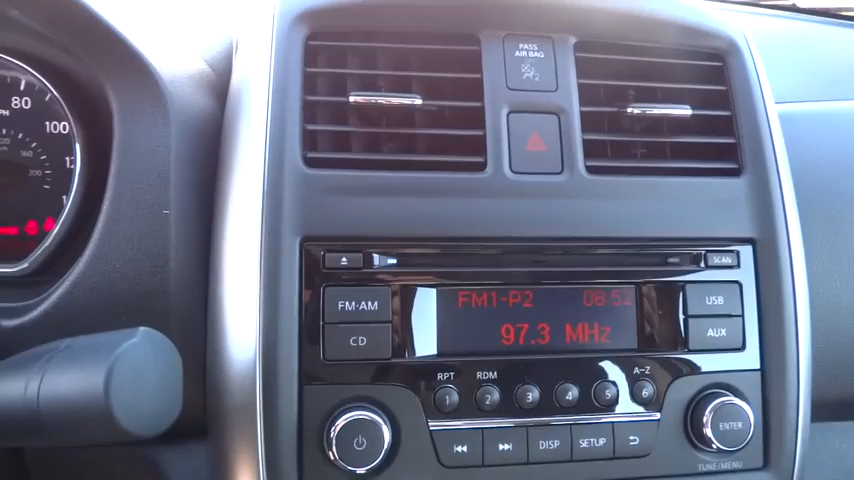 PASS
AIR BAG
80
100
SCAN
FM·AM
FM1-P2
08:52
USB
CD
97.3 MHz
AUX
RPT
RDM
A-Z
1
2
3
4
5
6
DISP
SETUP
ENTER
TUNE/MENU